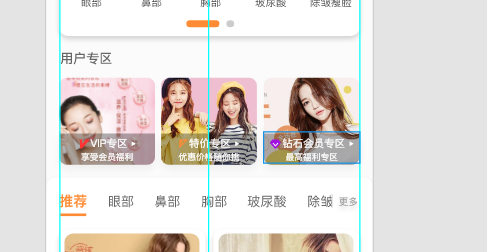 眼部 鼻部 胸部 玻尿酸 除皱瘦脸
用户专区
VIP专区 特价专区 钻石会员专区
享受会员福利 优惠价格随你挑 最高福利专区
推荐 眼部 鼻部 胸部 玻尿酸 除皱 更多